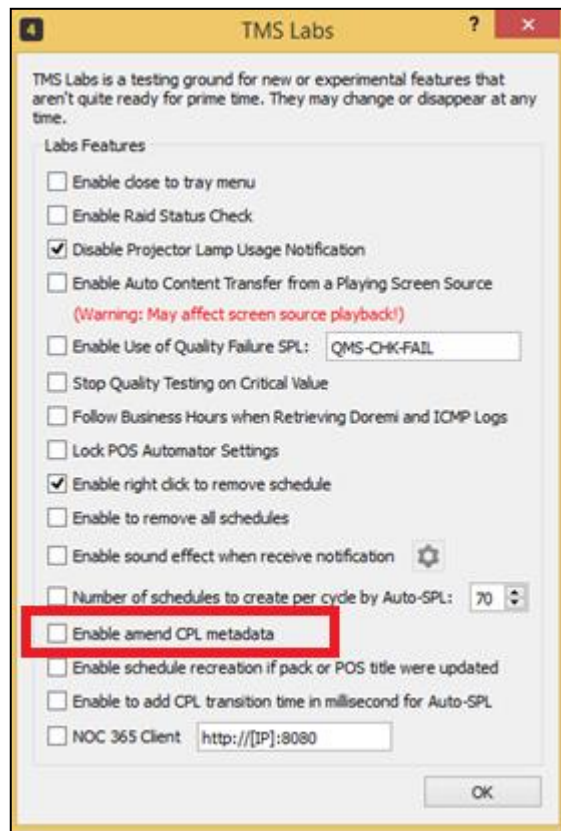 4
TMS Labs
?
×
TMS Labs is a testing ground for new or experimental features that
aren't quite ready for prime time. They may change or disappear at any
time.
Labs Features
Enable close to tray menu
Enable Raid Status Check
Disable Projector Lamp Usage Notification
Enable Auto Content Transfer from a Playing Screen Source
(Warning: May affect screen source playback!)
Enable Use of Quality Failure SPL: QMS-CHK-FAIL
Stop Quality Testing on Critical Value
Follow Business Hours when Retrieving Doremi and ICMP Logs
Lock POS Automator Settings
Enable right click to remove schedule
Enable to remove all schedules
Enable sound effect when receive notification
Number of schedules to create per cycle by Auto-SPL: 70
Enable amend CPL metadata
Enable schedule recreation if pack or POS title were updated
Enable to add CPL transition time in millisecond for Auto-SPL
NOC 365 Client http://[IP]:8080
OK